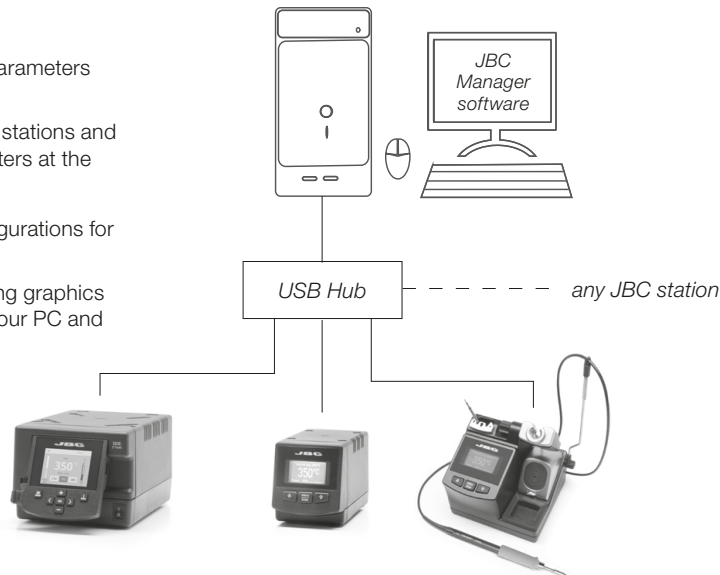 arameters
stations and
ters at the
gurations for
ng graphics
our PC and
JBC
Manager
software
USB Hub
any JBC station
JBC
350
JBC
350°C
JBC
350°C